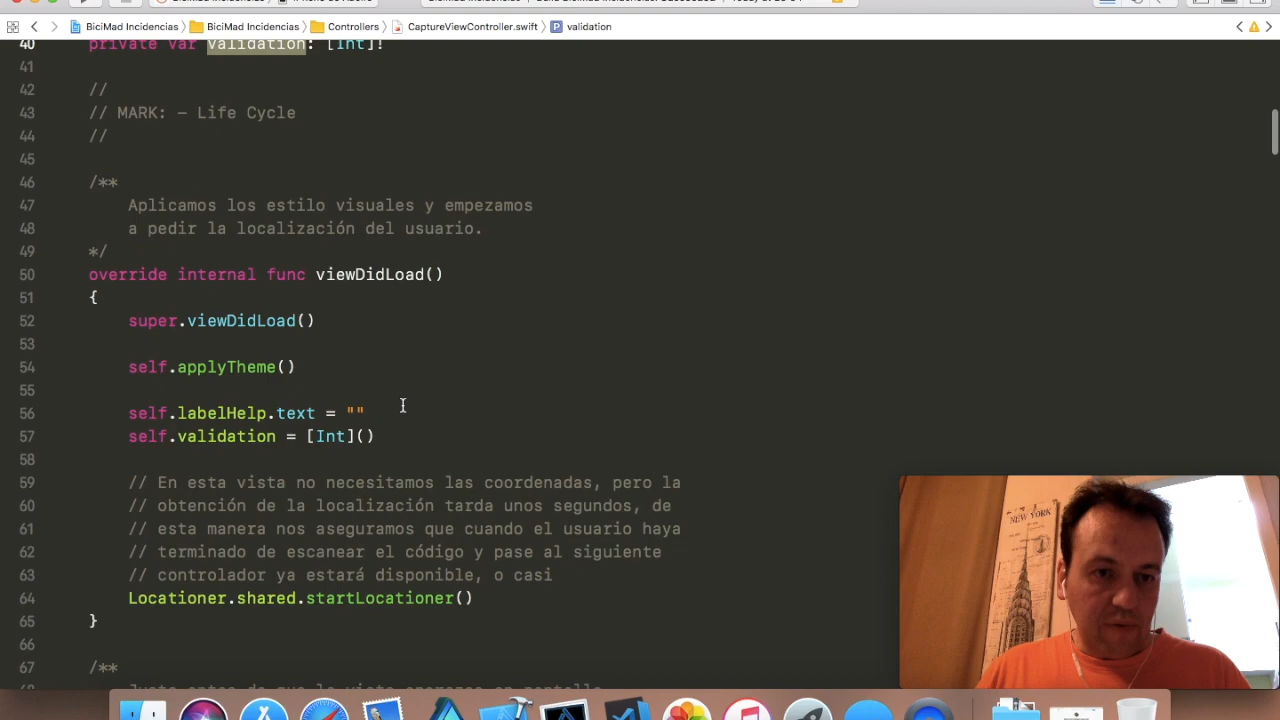 BiciMad Incidencias
BiciMad Incidencias
Controllers
CaptureViewController.swift
P
validation
40 private var validation: [Int]!
41
42 //
43 // MARK: - Life Cycle
44 //
45
46 /**
47 Aplicamos los estilo visuales y empezamos
48 a pedir la localización del usuario.
49 */
50 override internal func viewDidLoad()
51 {
52 super.viewDidLoad()
53
54 self.applyTheme()
55
56 self.labelHelp.text = ""
57 self.validation = [Int]()
58
59 // En esta vista no necesitamos las coordenadas, pero la
60 // obtención de la localización tarda unos segundos, de
61 // esta manera nos aseguramos que cuando el usuario haya
62 // terminado de escanear el código y pase al siguiente
63 // controlador ya estará disponible, o casi
64 Locationer.shared.startLocationer()
65 }
66
67 /**
NEW YORK